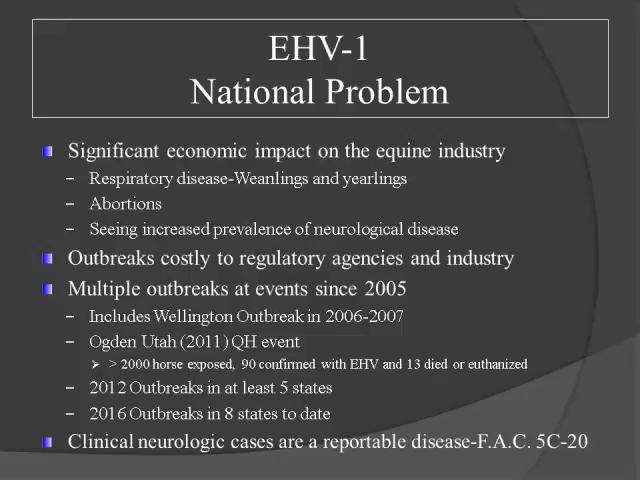 EHV-1
National Problem
Significant economic impact on the equine industry
– Respiratory disease-Weanlings and yearlings
– Abortions
– Seeing increased prevalence of neurological disease
Outbreaks costly to regulatory agencies and industry
Multiple outbreaks at events since 2005
– Includes Wellington Outbreak in 2006-2007
– Ogden Utah (2011) QH event
➢ > 2000 horse exposed, 90 confirmed with EHV and 13 died or euthanized
– 2012 Outbreaks in at least 5 states
– 2016 Outbreaks in 8 states to date
Clinical neurologic cases are a reportable disease-F.A.C. 5C-20